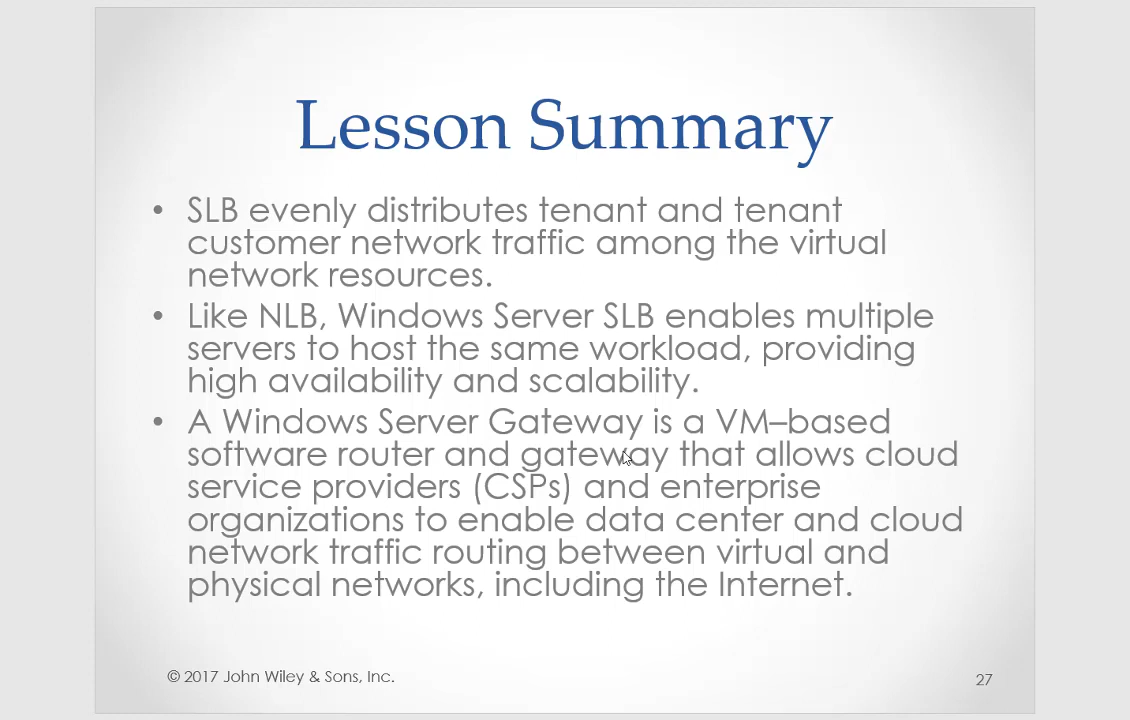 Lesson Summary
• SLB evenly distributes tenant and tenant
customer network traffic among the virtual
network resources.
• Like NLB, Windows Server SLB enables multiple
servers to host the same workload, providing
high availability and scalability.
• A Windows Server Gateway is a VM–based
software router and gateway that allows cloud
service providers (CSPs) and enterprise
organizations to enable data center and cloud
network traffic routing between virtual and
physical networks, including the Internet.
© 2017 John Wiley & Sons, Inc.
27